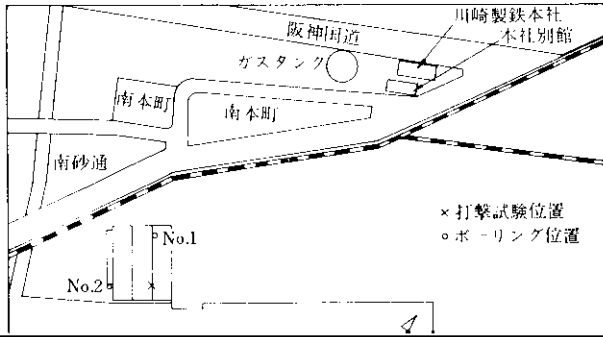 川崎製鉄本社
本社別館
阪神国道
ガスタンク
南本町
南本町
南砂通
× 打撃試験位置
○ ボーリング位置
No.1
No.2